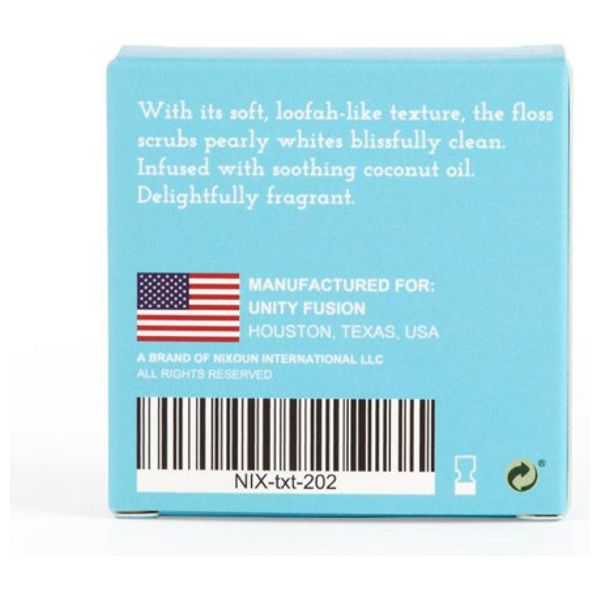 With its soft, loofah-like texture, the floss
scrubs pearly whites blissfully clean.
Infused with soothing coconut oil.
Delightfully fragrant.
MANUFACTURED FOR:
UNITY FUSION
HOUSTON, TEXAS, USA
A BRAND OF NIXOUN INTERNATIONAL LLC
ALL RIGHTS RESERVED
NIX-txt-202
®